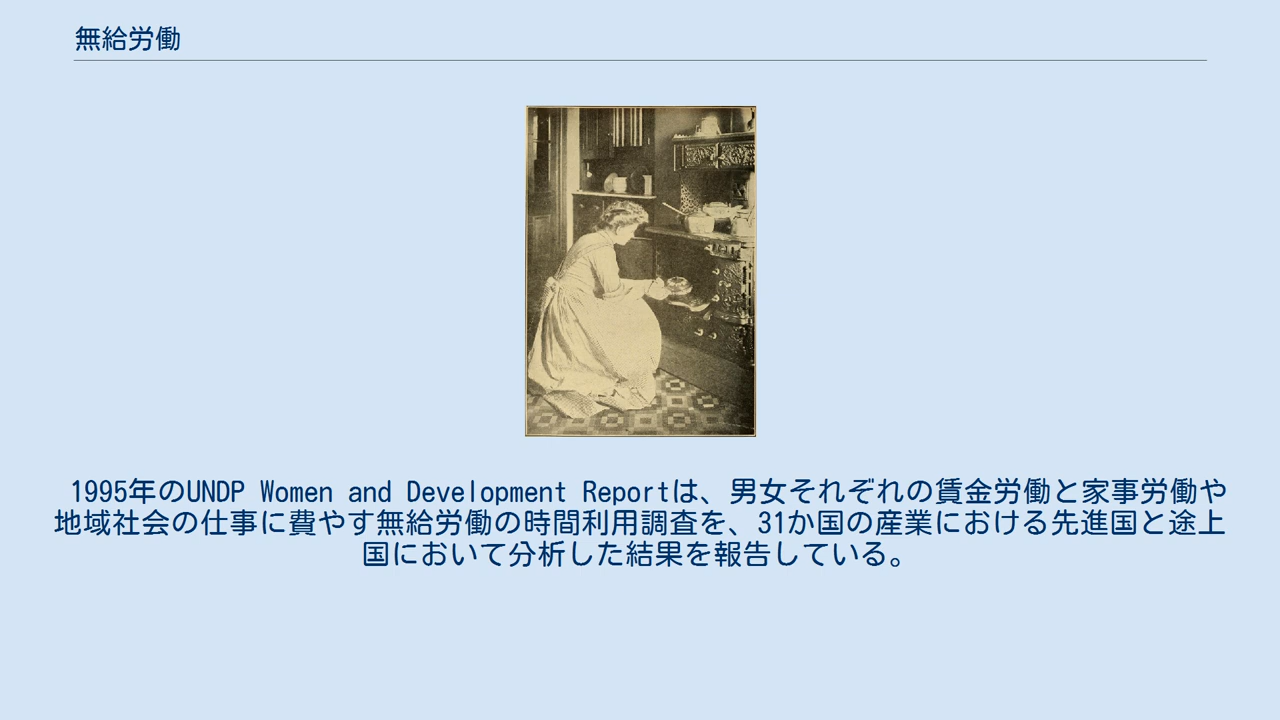 無給労働
1995年のUNDP Women and Development Reportは、男女それぞれの賃金労働と家事労働や
地域社会の仕事に費やす無給労働の時間利用調査を、31か国の産業における先進国と途上
国において分析した結果を報告している。